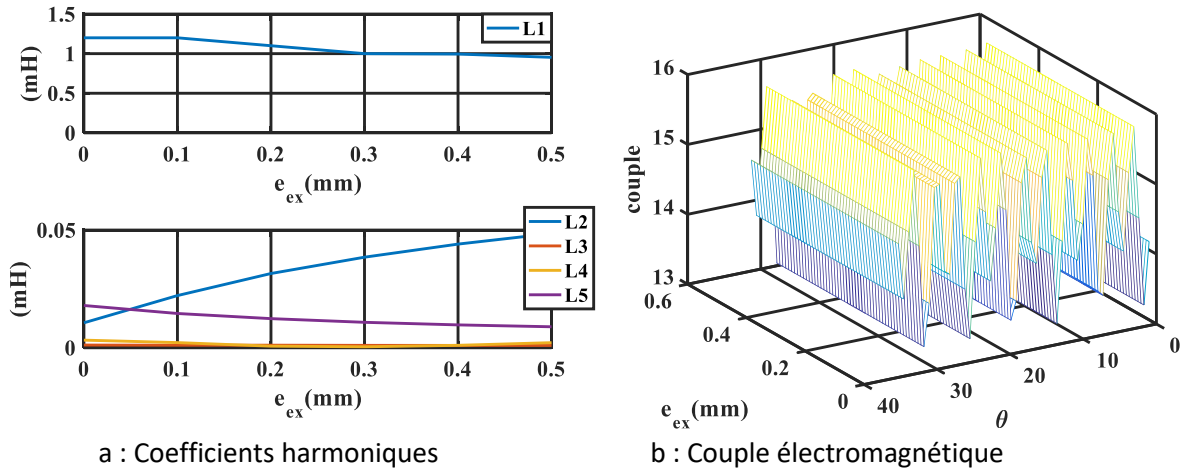 1.5
1
0.5
0
(mH)
L1
0 0.1 0.2 0.3 0.4 0.5
e_ex(mm)
0.05
0
(mH)
L2
L3
L4
L5
0 0.1 0.2 0.3 0.4 0.5
e_ex(mm)
a : Coefficients harmoniques
16
15
14
13
couple
0.6
0.4
0.2
0
e_ex(mm)
40
30
20
10
0
θ
b : Couple électromagnétique